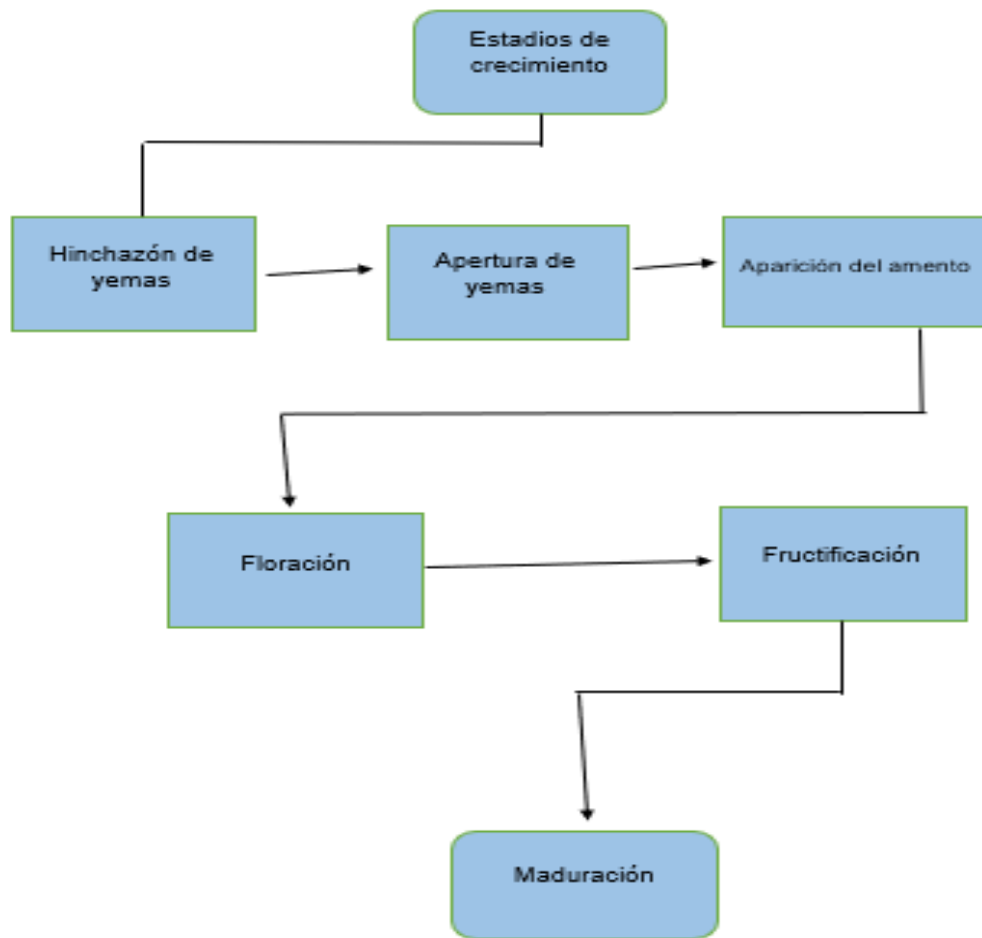 Estadios de
crecimiento
Hinchazón de
yemas
Apertura de
yemas
Aparición del amento
Floración
Fructificación
Maduración